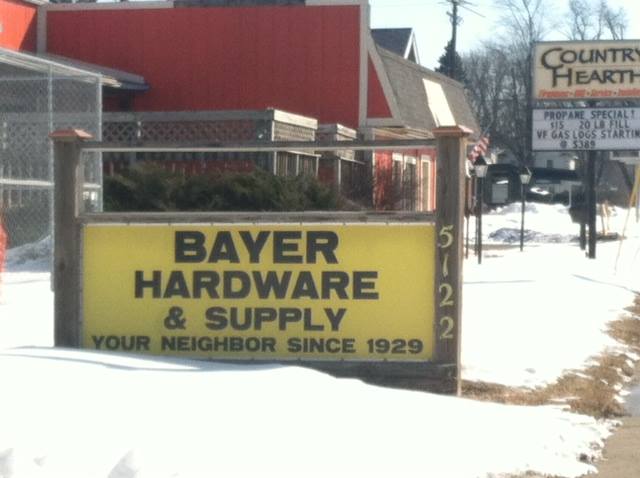 BAYER
HARDWARE
& SUPPLY
YOUR NEIGHBOR SINCE 1929
5122
COUNTRY
HEARTH
PROPANE SPECIAL!
$15 20 LB FILL
VF GAS LOGS STARTIN
@ $389